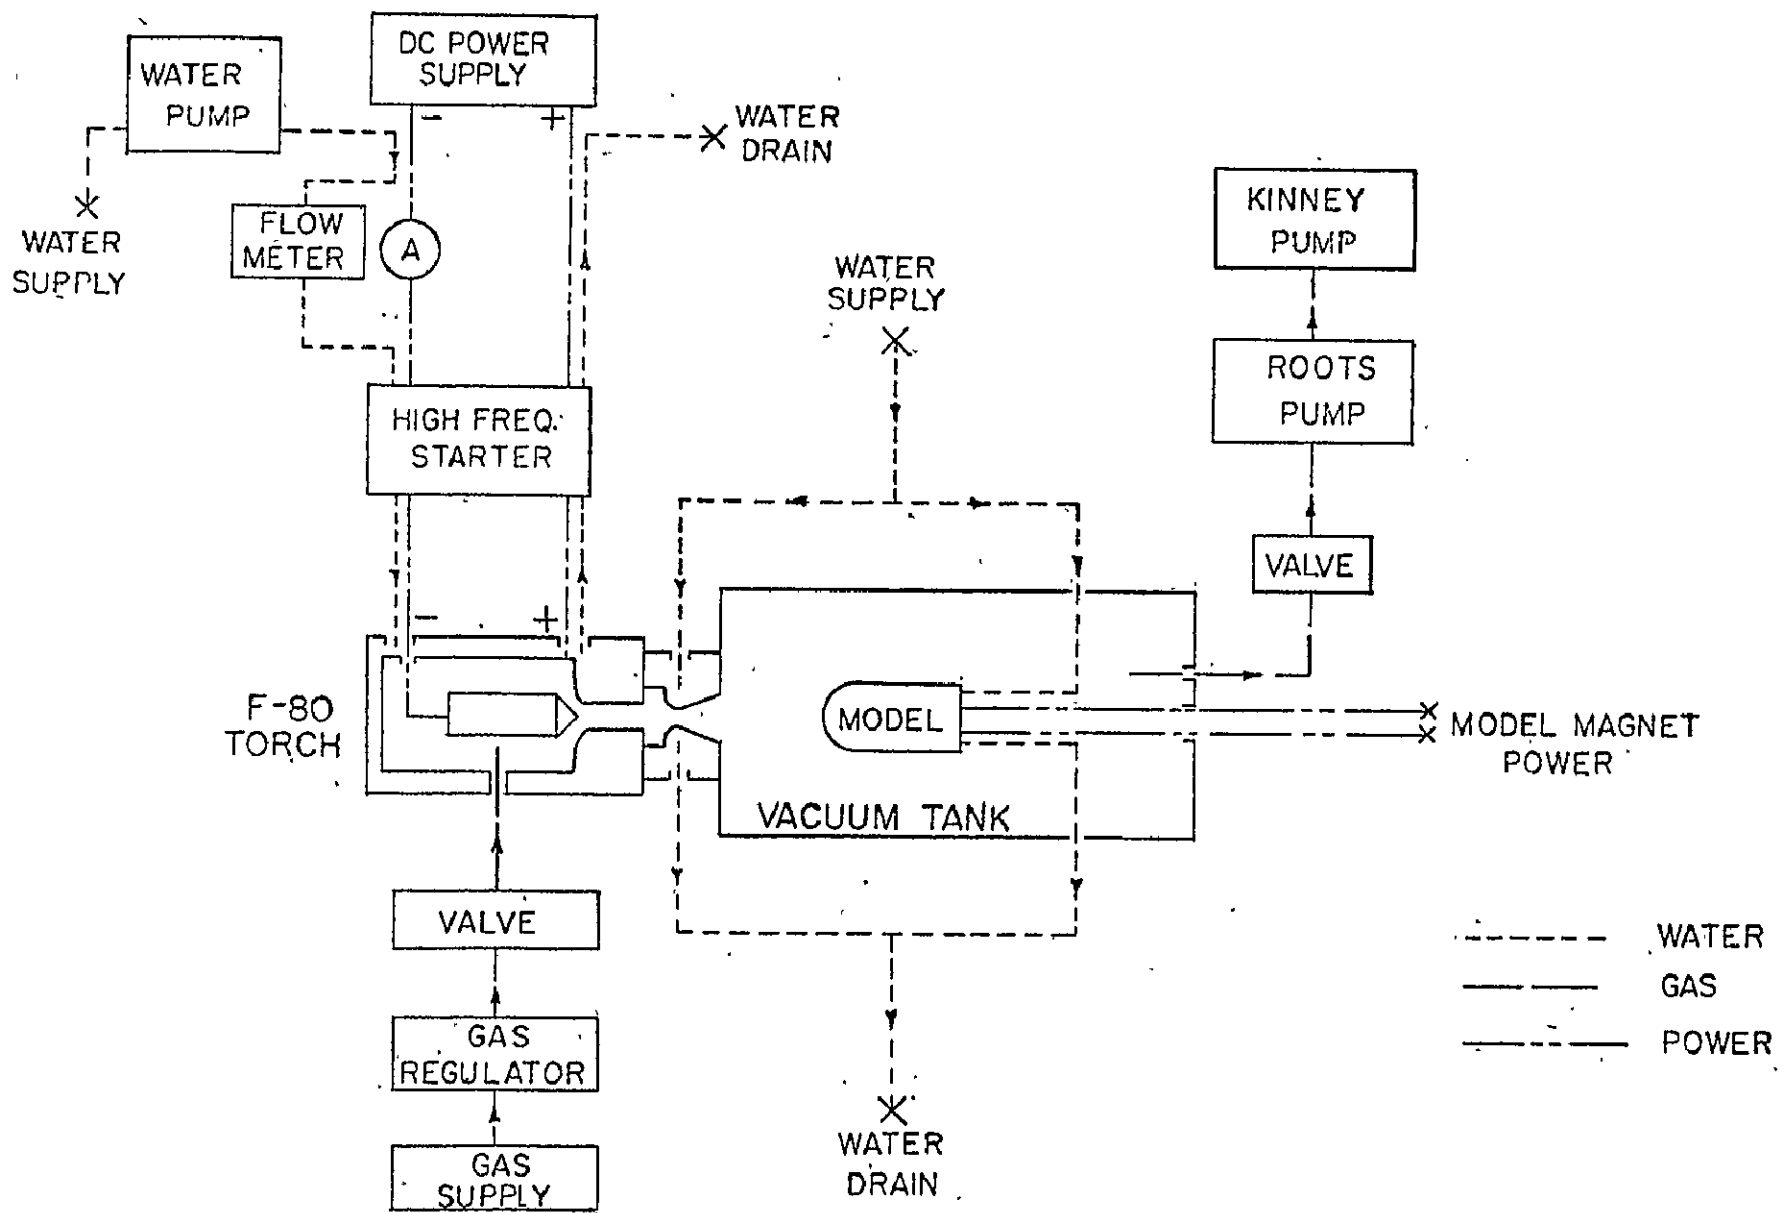 DC POWER
SUPPLY
WATER
PUMP
-
+
WATER
DRAIN
WATER
SUPPLY
FLOW
METER
A
KINNEY
PUMP
WATER
SUPPLY
ROOTS
PUMP
HIGH FREQ.
STARTER
VALVE
-
+
F-80
TORCH
MODEL
MODEL MAGNET
POWER
VACUUM TANK
VALVE
WATER
GAS
POWER
GAS
REGULATOR
WATER
DRAIN
GAS
SUPPLY